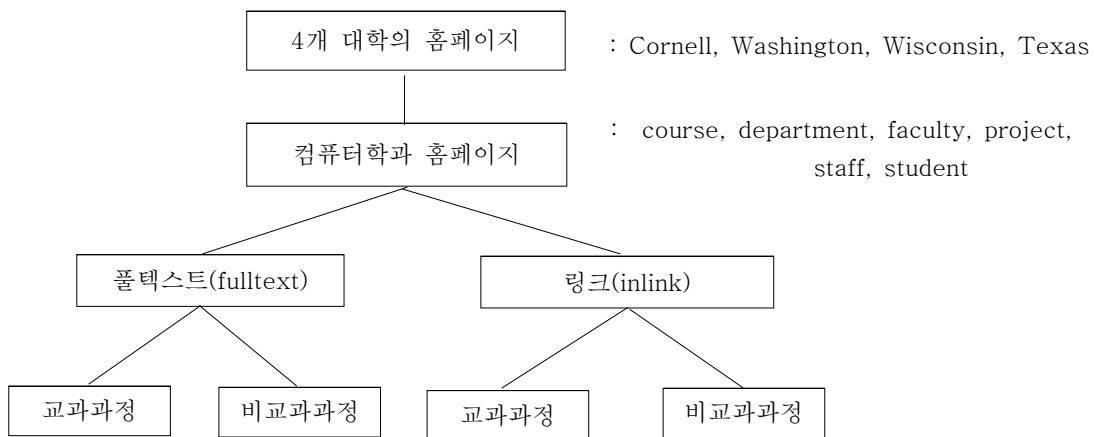 4개 대학의 홈페이지 : Cornell, Washington, Wisconsin, Texas
컴퓨터학과 홈페이지 : course, department, faculty, project,
staff, student
풀텍스트(fulltext) 링크(inlink)
교과과정 비교과과정 교과과정 비교과과정